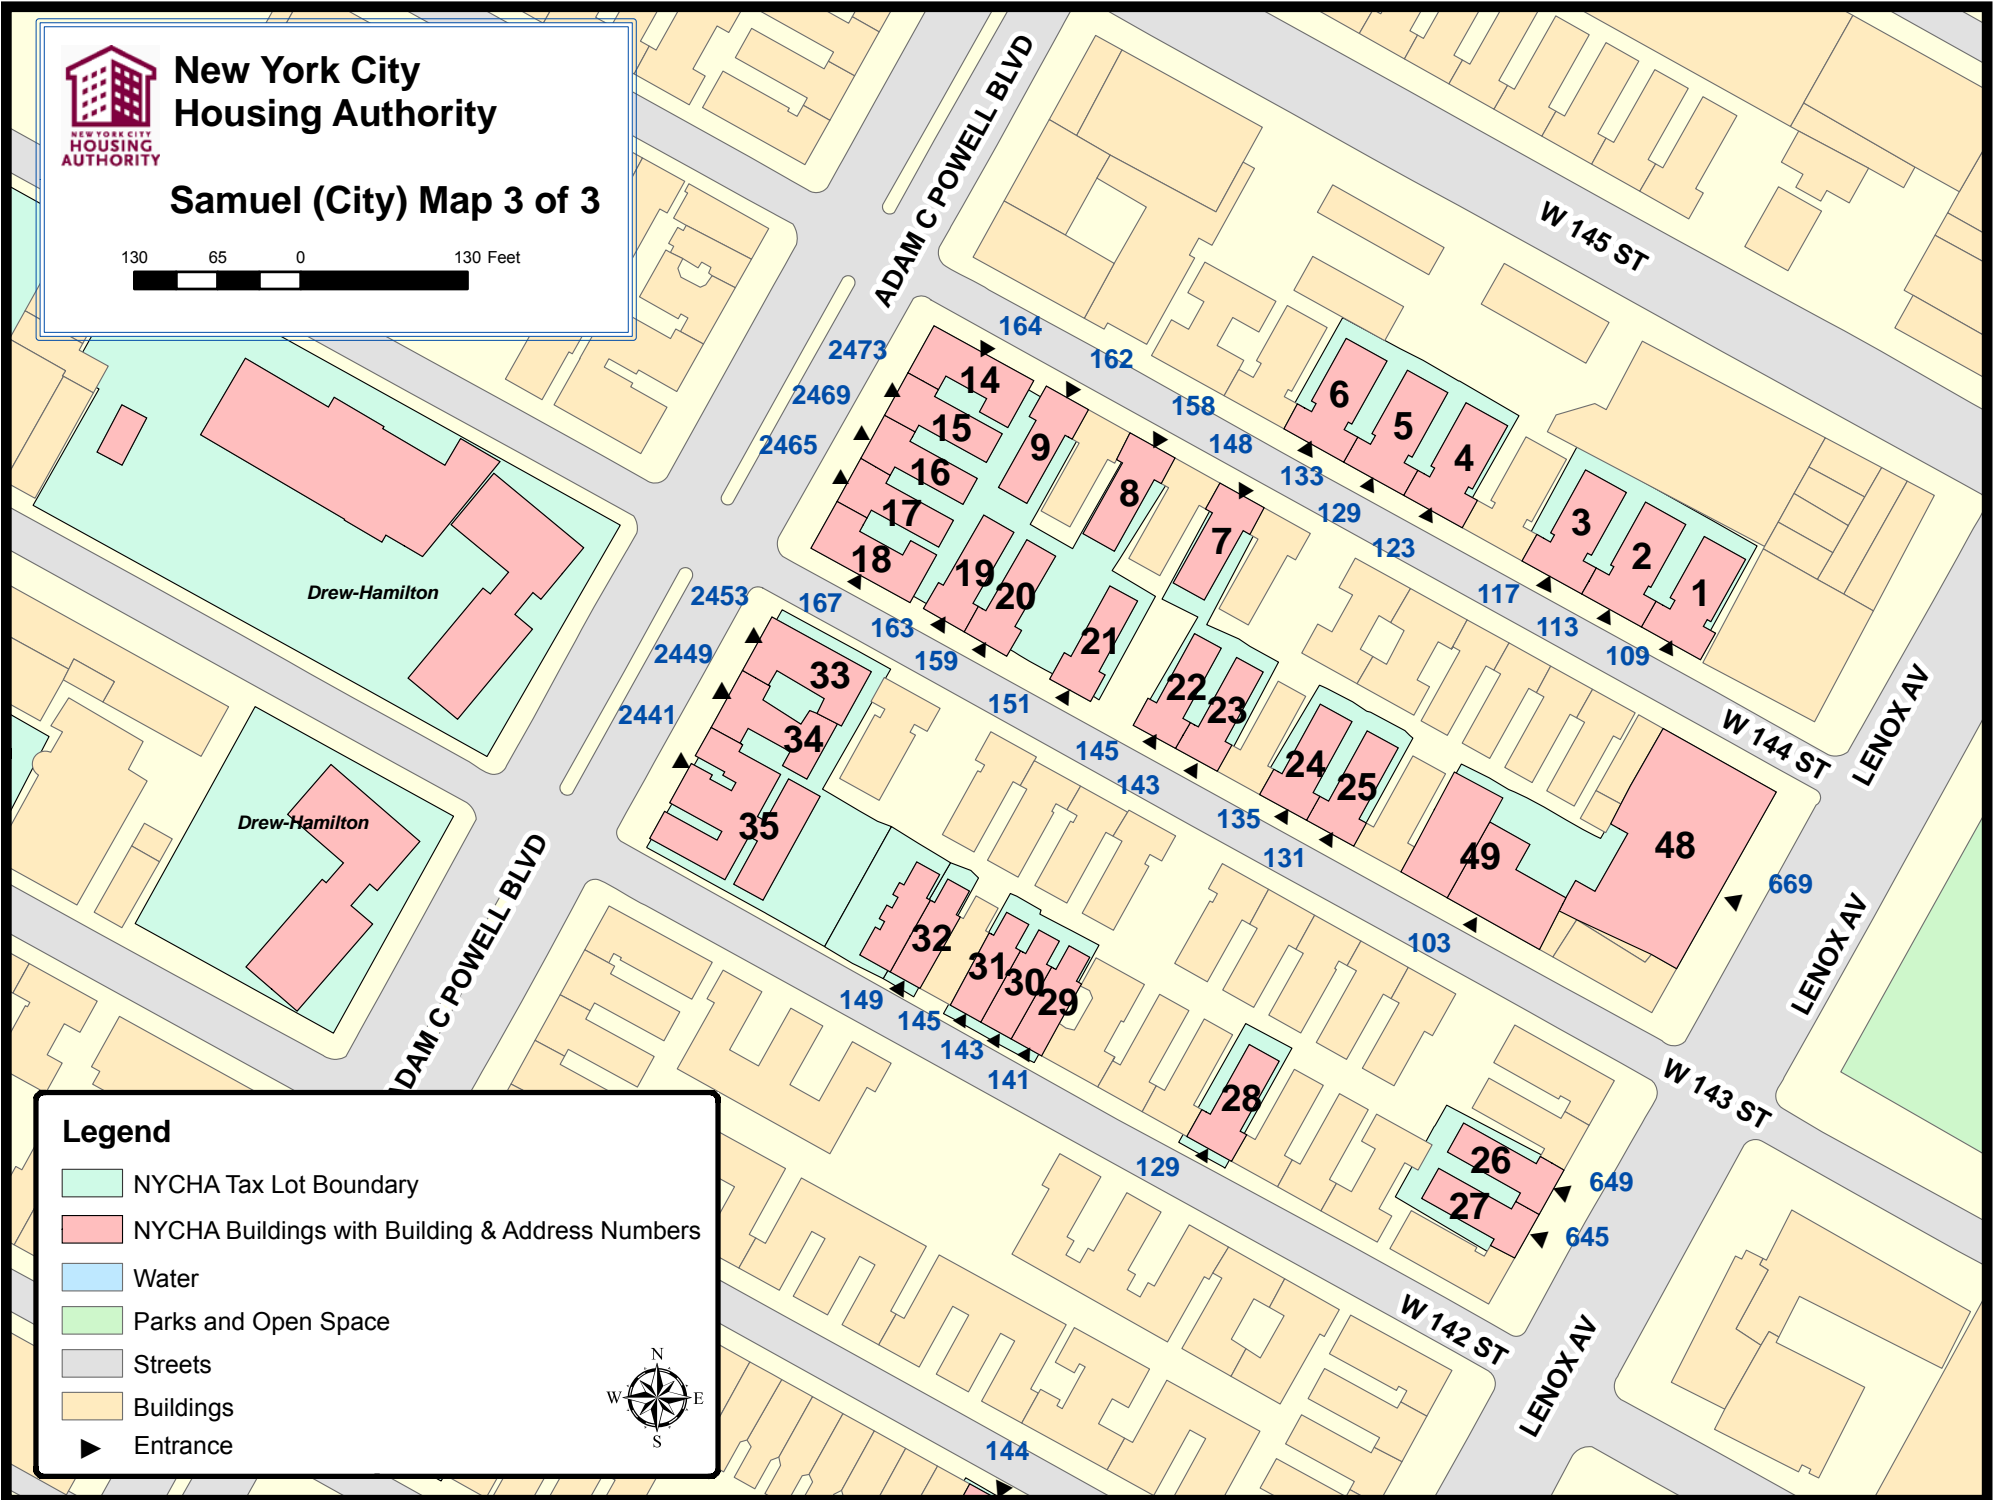 New York City
Housing Authority
NEW YORK CITY
HOUSING
AUTHORITY
Samuel (City) Map 3 of 3
130 65 0 130 Feet
ADAM C POWELL BLVD
W 145 ST
164
162
158
148
133
129
123
117
113
109
2473
2469
2465
14
15
16
17
18
9
8
7
6
5
4
3
2
1
19
20
21
22
23
24
25
49
48
669
W 144 ST
LENOX AV
Drew-Hamilton
2453
2449
2441
167
163
159
151
145
143
135
131
103
33
34
35
32
31
30
29
28
26
27
Drew-Hamilton
ADAM C POWELL BLVD
LENOX AV
W 143 ST
149
145
143
141
129
649
645
W 142 ST
LENOX AV
144
Legend
NYCHA Tax Lot Boundary
NYCHA Buildings with Building & Address Numbers
Water
Parks and Open Space
Streets
Buildings
Entrance
N
W E
S